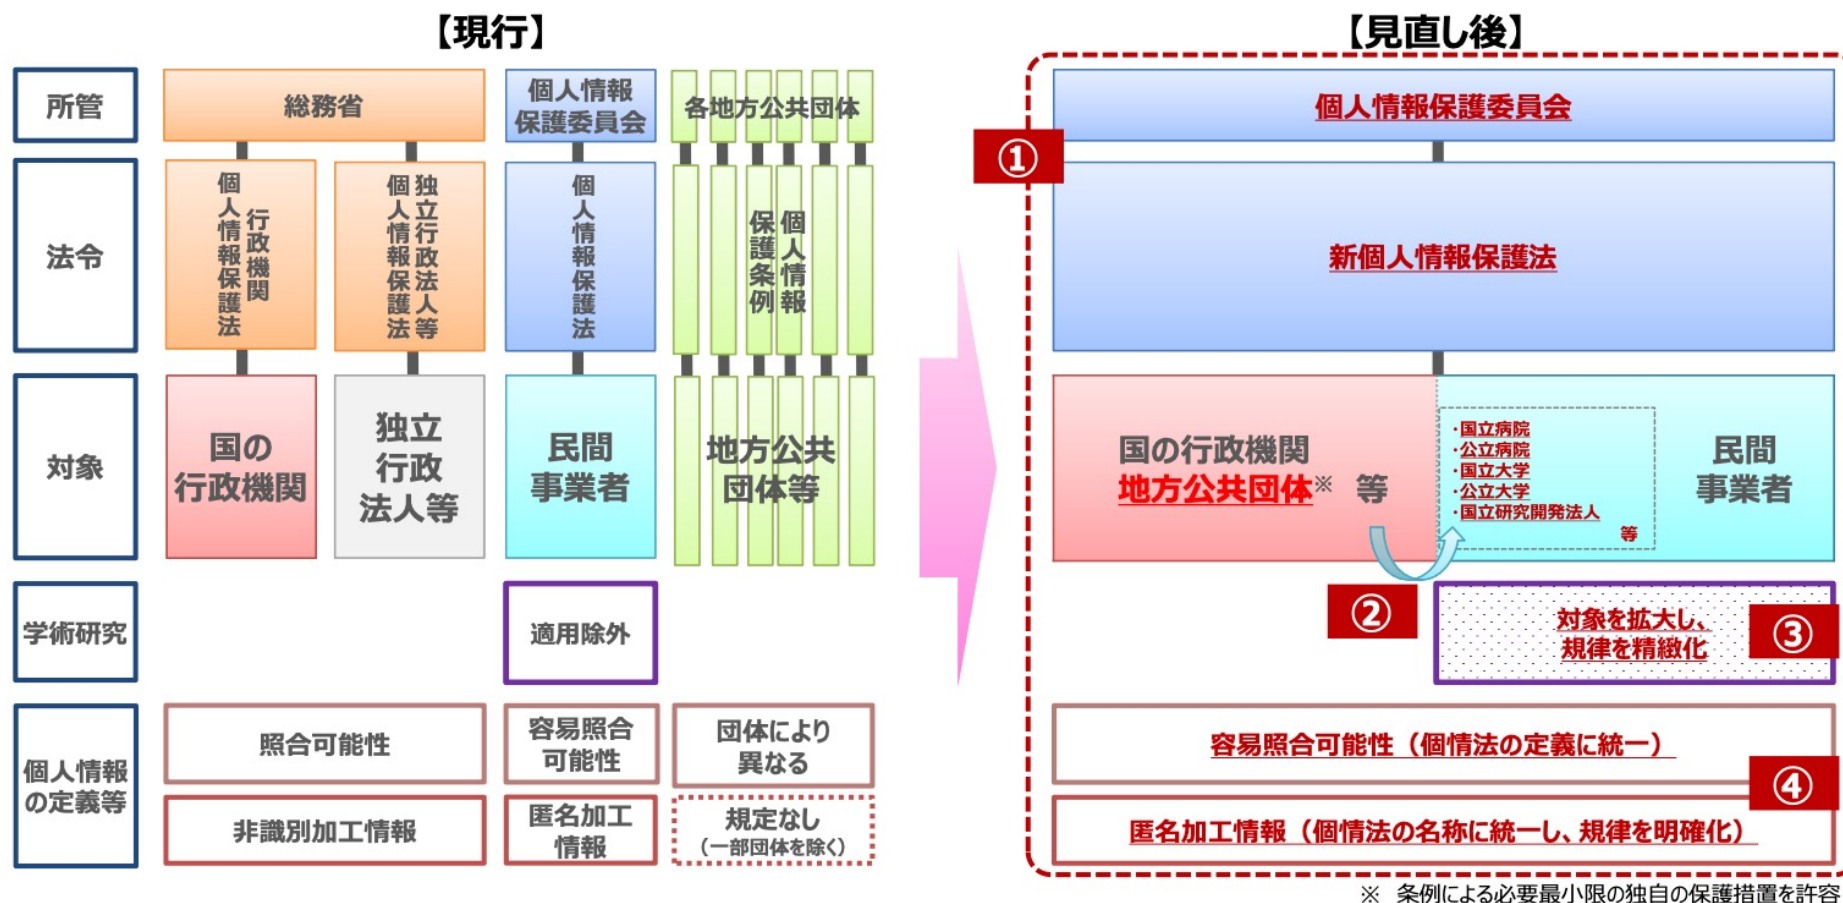 【現行】
【見直し後】
所管
総務省
個人情報
保護委員会
各地方公共団体
個人情報保護委員会
①
法令
行政機関
個人情報保護法
独立行政法人等
個人情報保護法
個人情報保護法
個人情報
保護条例
新個人情報保護法
対象
国の
行政機関
独立
行政
法人等
民間
事業者
地方公共
団体等
国の行政機関
地方公共団体※ 等
・国立病院
・公立病院
・国立大学
・公立大学
・国立研究開発法人
等
民間
事業者
②
学術研究
適用除外
対象を拡大し、
規律を精緻化
③
個人情報
の定義等
照合可能性
容易照合
可能性
団体により
異なる
容易照合可能性（個情法の定義に統一）
④
非識別加工情報
匿名加工
情報
規定なし
（一部団体を除く）
匿名加工情報（個情法の名称に統一し、規律を明確化）
※ 条例による必要最小限の独自の保護措置を許容